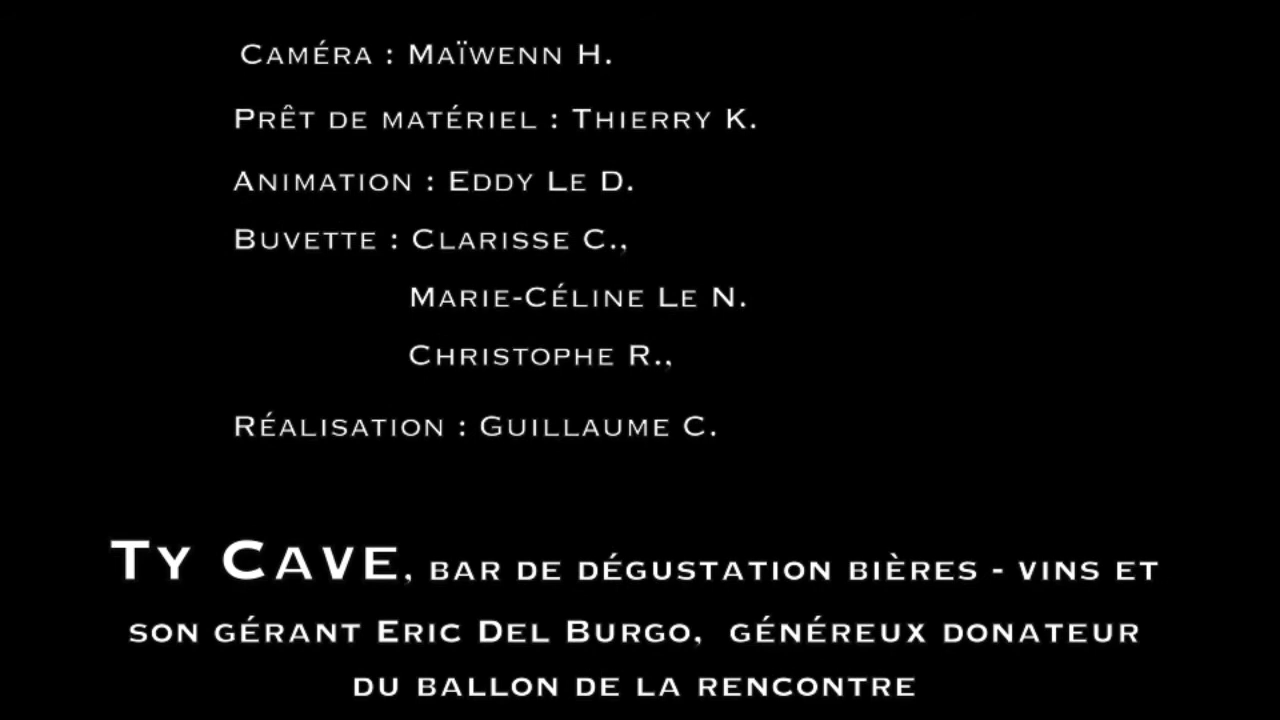 Caméra : Maïwenn H.
Prêt de matériel : Thierry K.
Animation : Eddy Le D.
Buvette : Clarisse C.,
Marie-Céline Le N.
Christophe R.,
Réalisation : Guillaume C.
Ty Cave, bar de dégustation bières - vins et
son gérant Eric Del Burgo, généreux donateur
du ballon de la rencontre